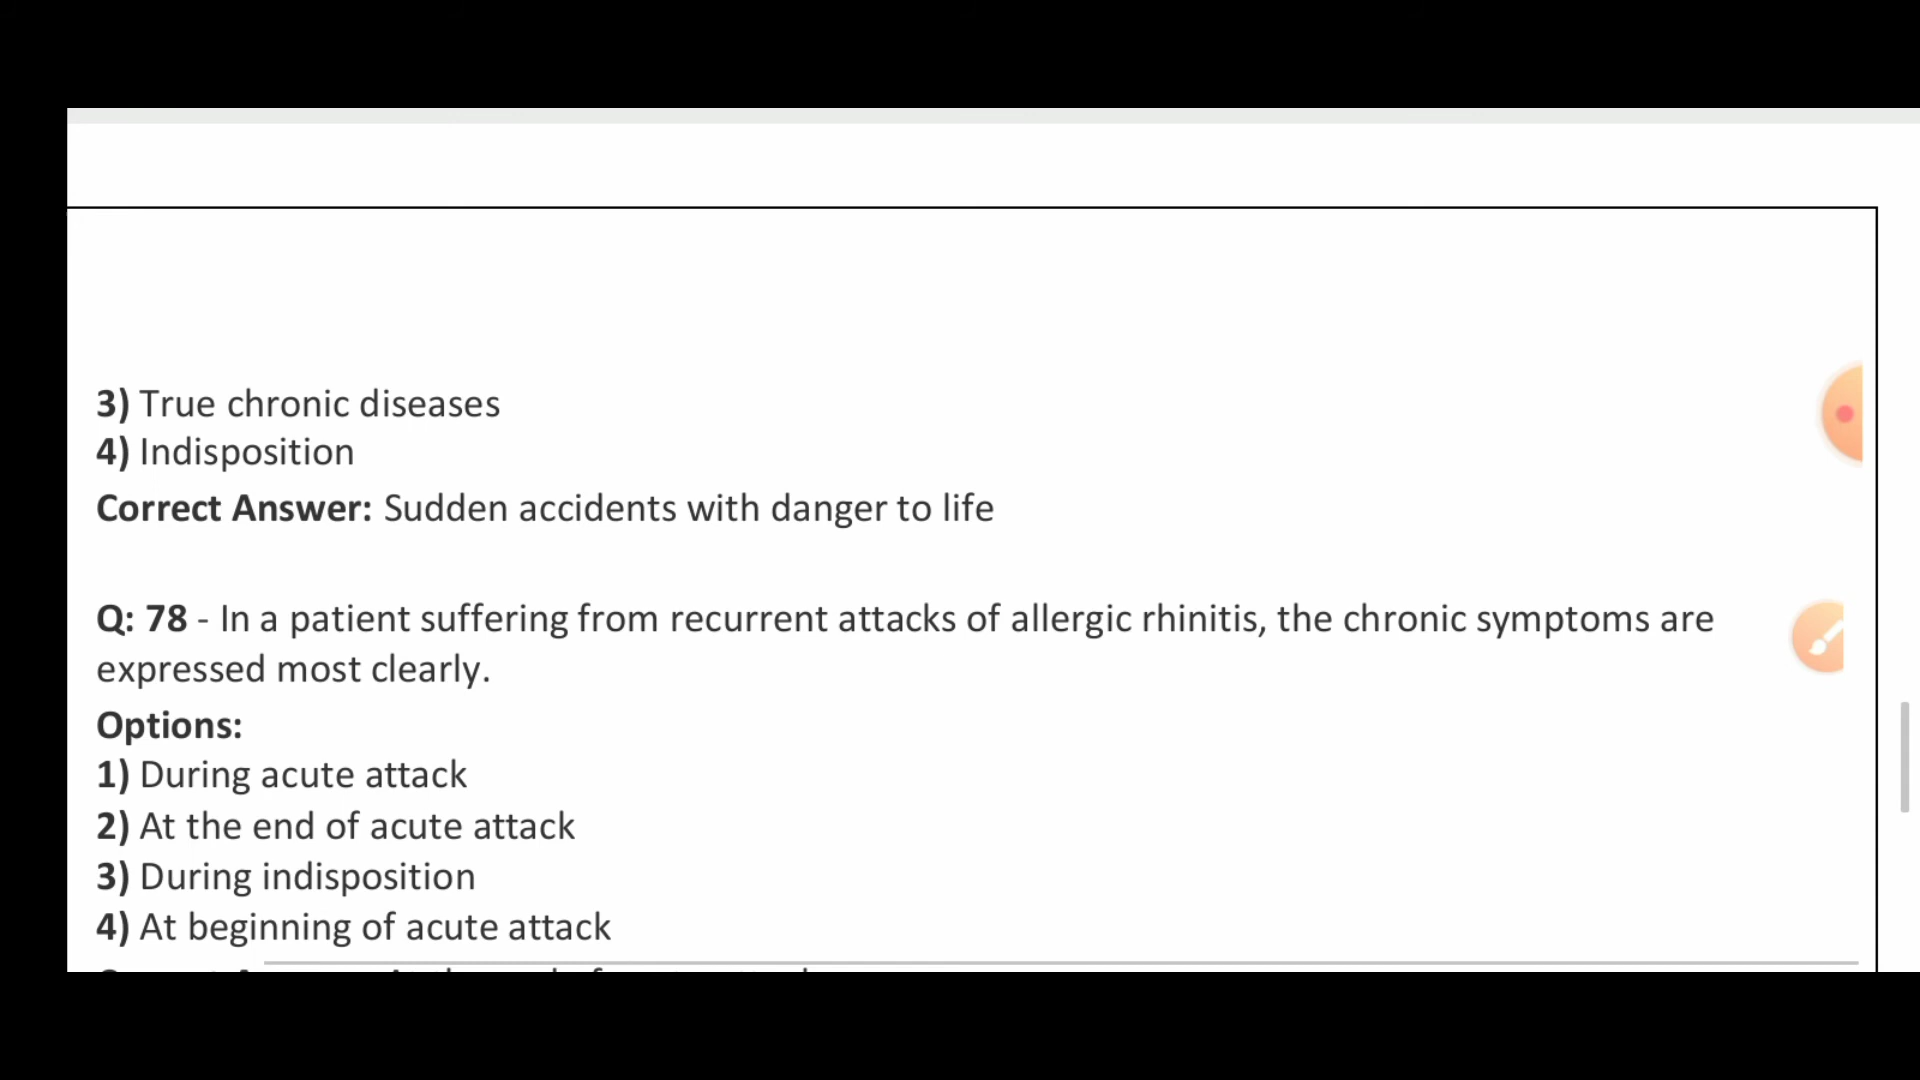 3) True chronic diseases
4) Indisposition
Correct Answer: Sudden accidents with danger to life
Q: 78 - In a patient suffering from recurrent attacks of allergic rhinitis, the chronic symptoms are
expressed most clearly.
Options:
1) During acute attack
2) At the end of acute attack
3) During indisposition
4) At beginning of acute attack